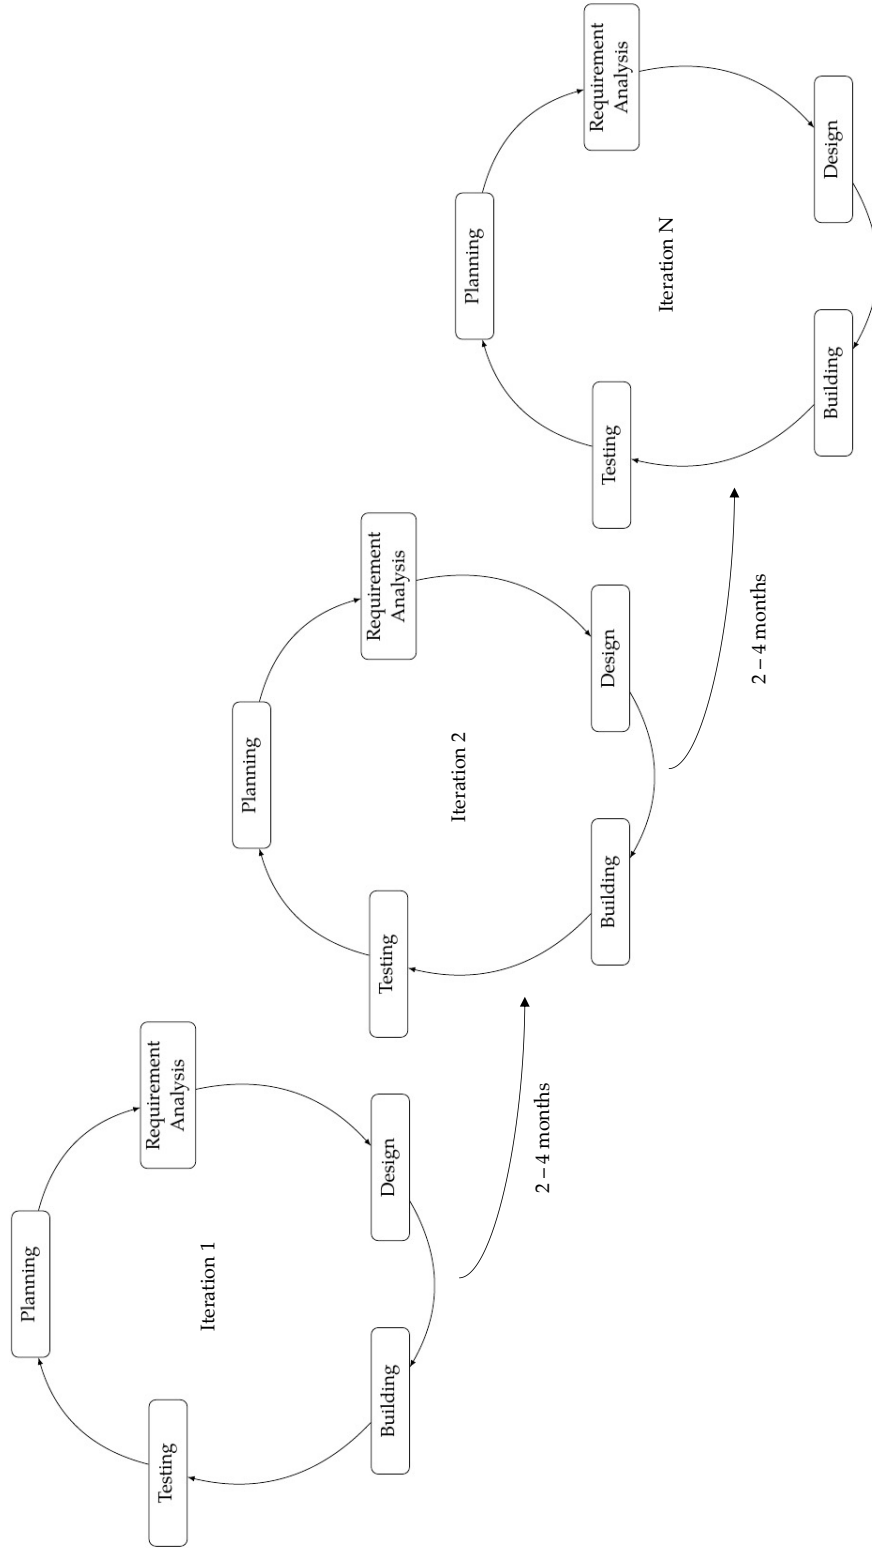 Planning
Requirement
Analysis
Testing
Iteration 1
Building
Design
2 – 4 months
Planning
Requirement
Analysis
Testing
Iteration 2
Building
Design
2 – 4 months
Planning
Requirement
Analysis
Testing
Iteration N
Building
Design